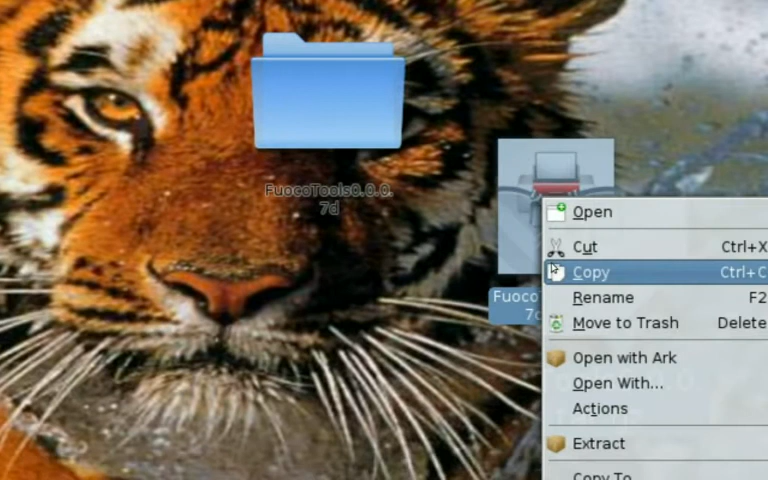 FuocoTools0.0.0.
7d
Open
Cut Ctrl+X
Copy Ctrl+C
Fuoco
Rename F2
7d
Move to Trash Delete
Open with Ark
Open With...
Actions
Extract
Copy To